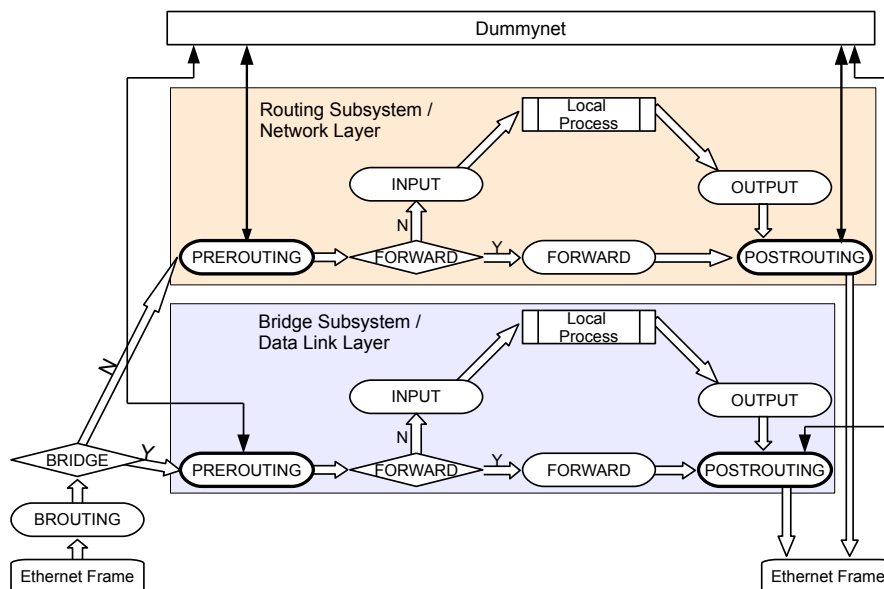 Dummynet
Routing Subsystem /
Network Layer
Local
Process
INPUT
OUTPUT
N
Y
PREROUTING
FORWARD
FORWARD
POSTROUTING
Bridge Subsystem /
Data Link Layer
Local
Process
N
INPUT
OUTPUT
N
Y
Y
BRIDGE
PREROUTING
FORWARD
FORWARD
POSTROUTING
BROUTING
Ethernet Frame
Ethernet Frame